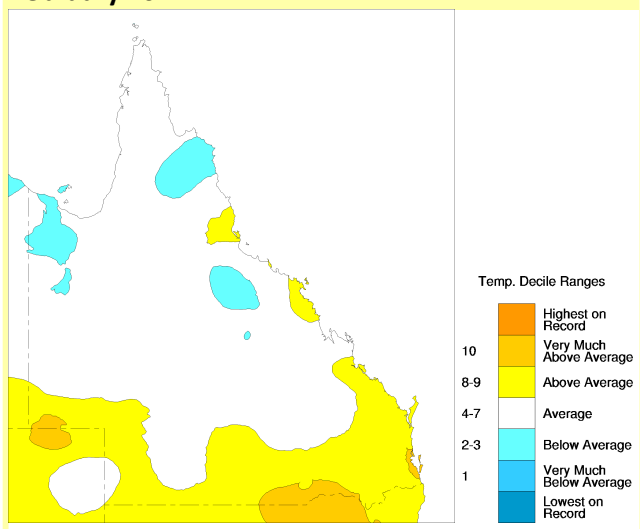 Temp. Decile Ranges
Highest on
Record
10
Very Much
Above Average
8-9
Above Average
4-7
Average
2-3
Below Average
1
Very Much
Below Average
Lowest on
Record